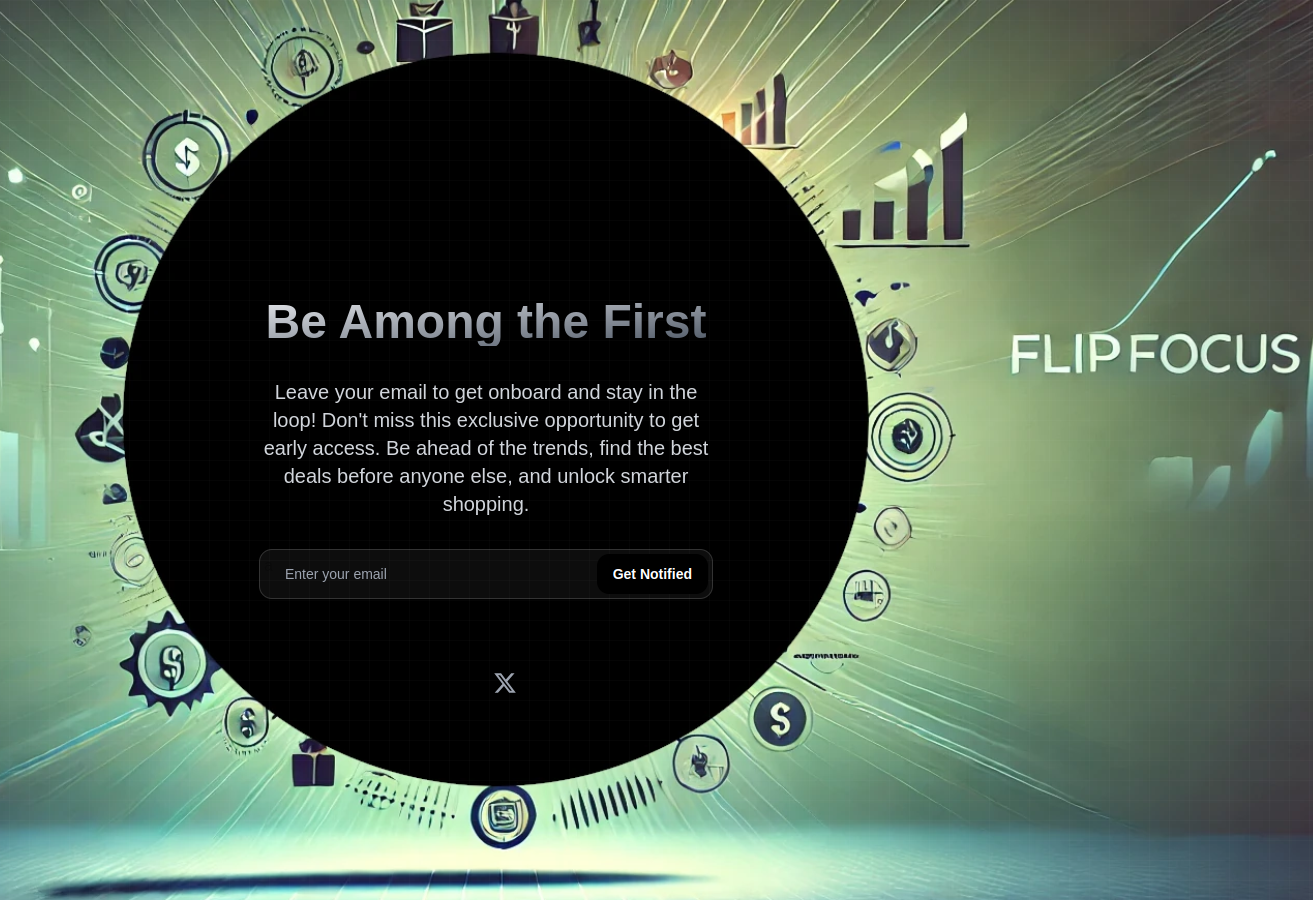 Be Among the First
Leave your email to get onboard and stay in the
loop! Don't miss this exclusive opportunity to get
early access. Be ahead of the trends, find the best
deals before anyone else, and unlock smarter
shopping.
Enter your email
Get Notified
FLIP FOCUS